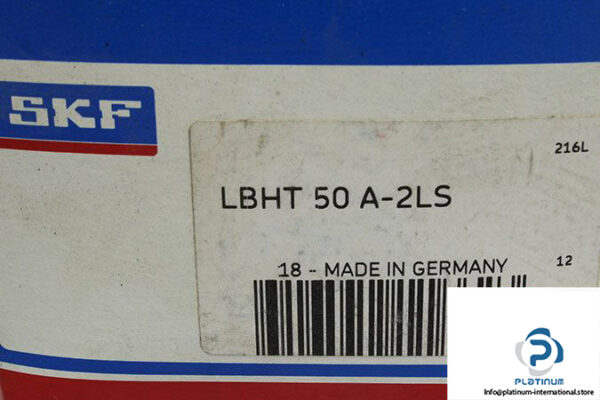 SKF
216L
LBHT 50 A-2LS
18 - MADE IN GERMANY
12
PLATINUM
Info@platinum-international.store